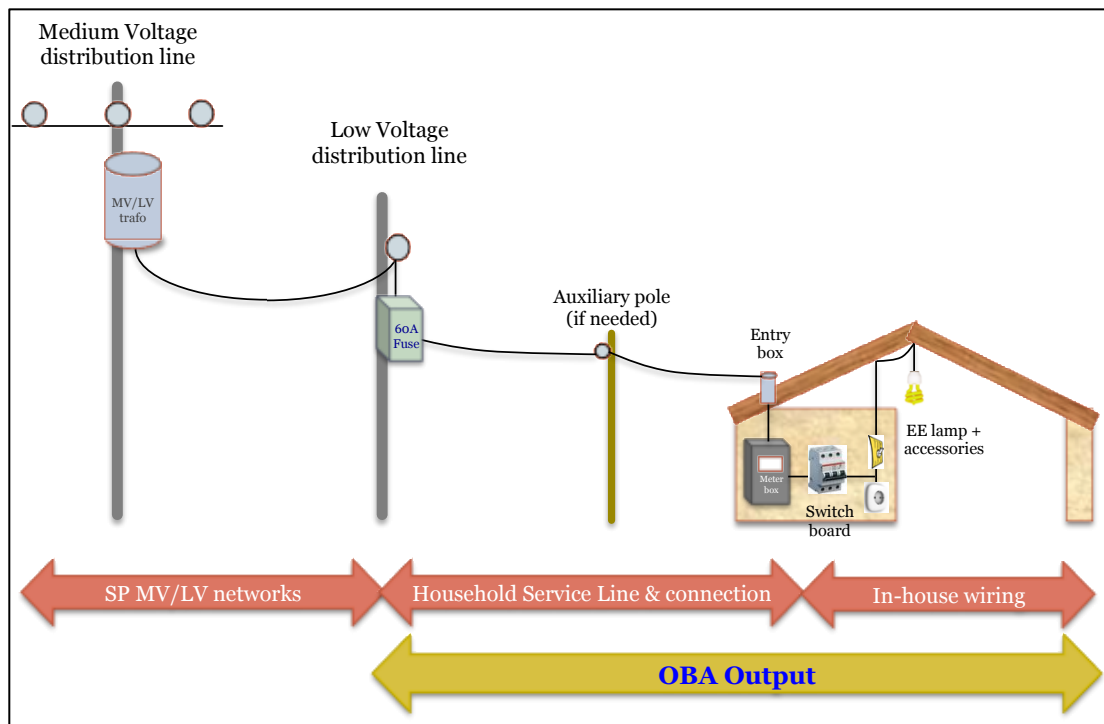 Medium Voltage
distribution line
Low Voltage
distribution line
MV/LV
trafo
60A
Fuse
Auxiliary pole
(if needed)
Entry
box
EE lamp +
accessories
Meter
box
Switch
board
SP MV/LV networks
Household Service Line & connection
In-house wiring
OBA Output